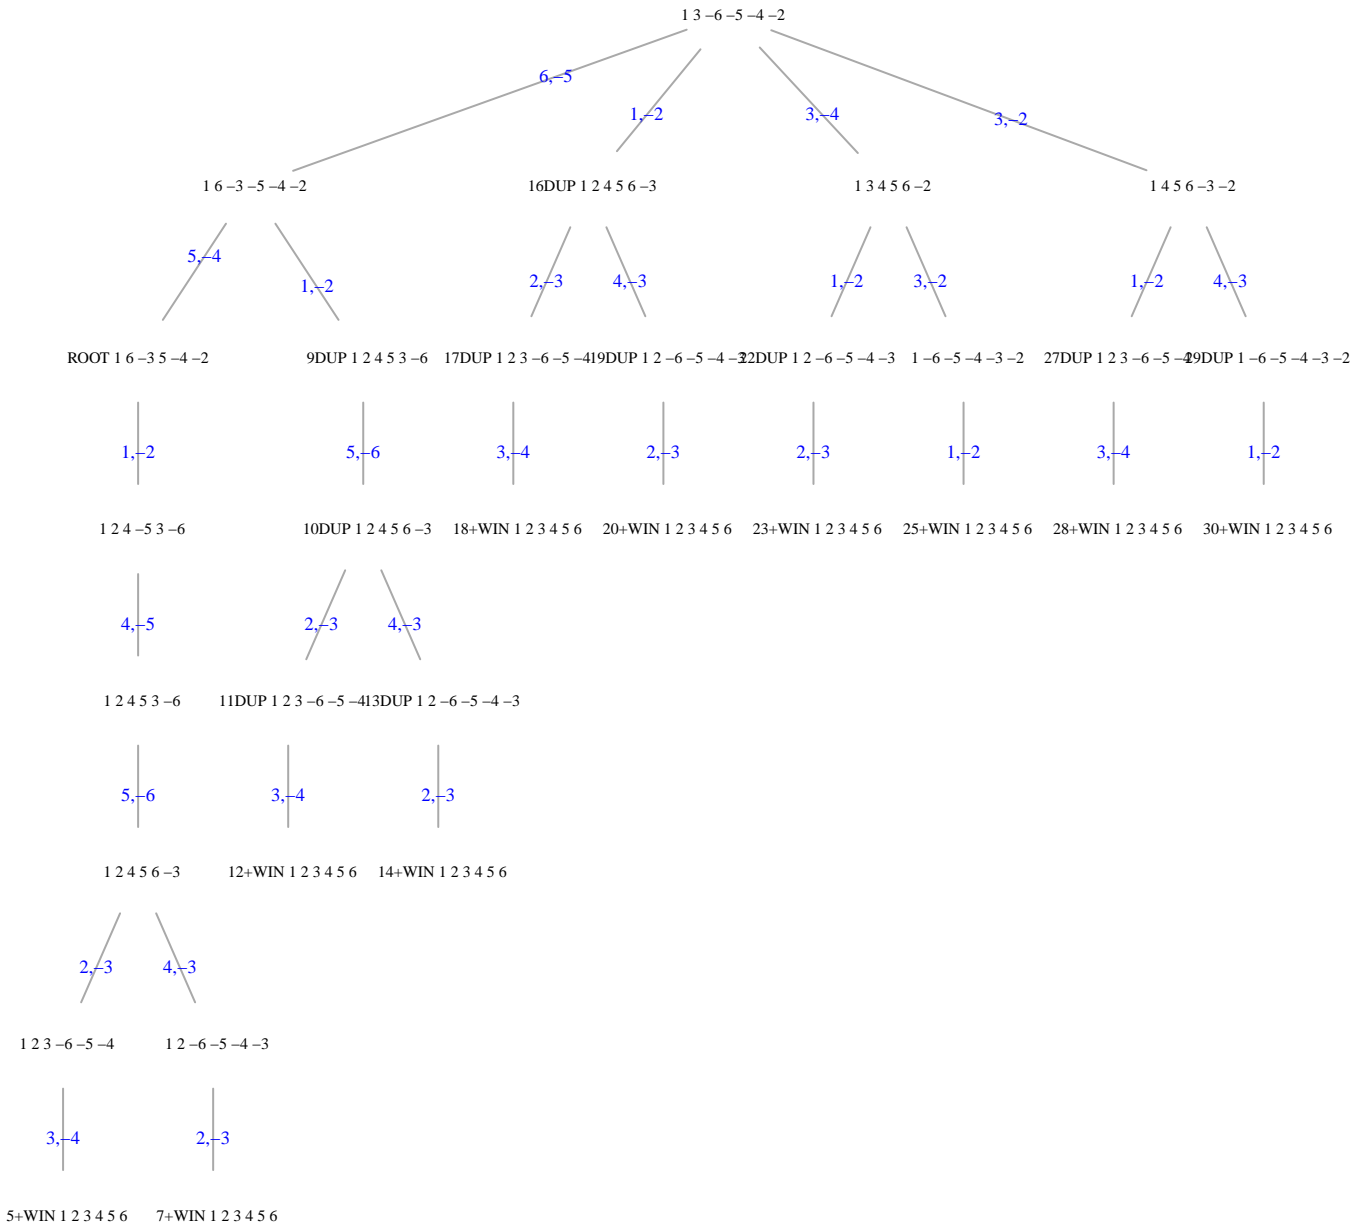 1 3 –6 –5 –4 –2
6,–5
1,–2
3,–4
3,–2
1 6 –3 –5 –4 –2
16DUP 1 2 4 5 6 –3
1 3 4 5 6 –2
1 4 5 6 –3 –2
5,–4
1,–2
2,–3
4,–3
1,–2
3,–2
1,–2
4,–3
ROOT 1 6 –3 5 –4 –2
9DUP 1 2 4 5 3 –6
17DUP 1 2 3 –6 –5 –4
19DUP 1 2 –6 –5 –4 –3
22DUP 1 2 –6 –5 –4 –3
1 –6 –5 –4 –3 –2
27DUP 1 2 3 –6 –5 –4
29DUP 1 –6 –5 –4 –3 –2
1,–2
5,–6
3,–4
2,–3
2,–3
1,–2
3,–4
1,–2
1 2 4 –5 3 –6
10DUP 1 2 4 5 6 –3
18+WIN 1 2 3 4 5 6
20+WIN 1 2 3 4 5 6
23+WIN 1 2 3 4 5 6
25+WIN 1 2 3 4 5 6
28+WIN 1 2 3 4 5 6
30+WIN 1 2 3 4 5 6
4,–5
2,–3
4,–3
1 2 4 5 3 –6
11DUP 1 2 3 –6 –5 –4
13DUP 1 2 –6 –5 –4 –3
5,–6
3,–4
2,–3
1 2 4 5 6 –3
12+WIN 1 2 3 4 5 6
14+WIN 1 2 3 4 5 6
2,–3
4,–3
1 2 3 –6 –5 –4
1 2 –6 –5 –4 –3
3,–4
2,–3
5+WIN 1 2 3 4 5 6
7+WIN 1 2 3 4 5 6